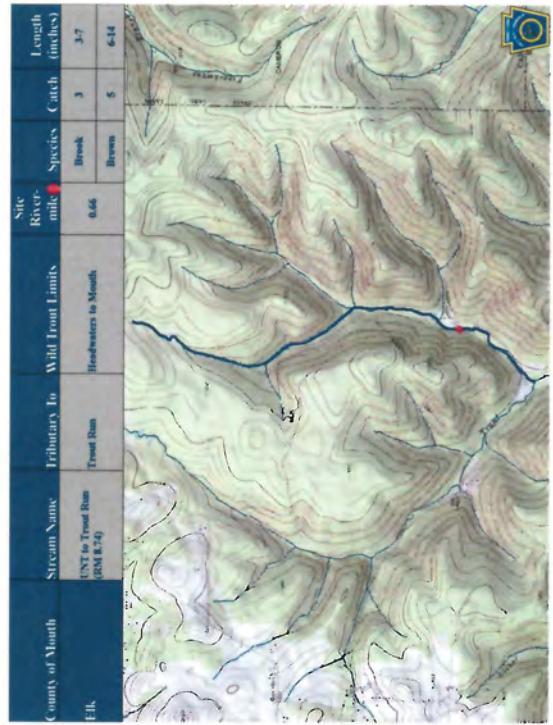 County of Mouth
Stream Name
Tributary To
Wild Trout Limits
Site
River-
mile
Species
Catch
Length
(inches)
Elk
UNT to Trout Run
(RM 8.74)
Trout Run
Headwaters to Mouth
0.66
Brook
3
3-7
Brown
5
6-14
CAMERON
Trout